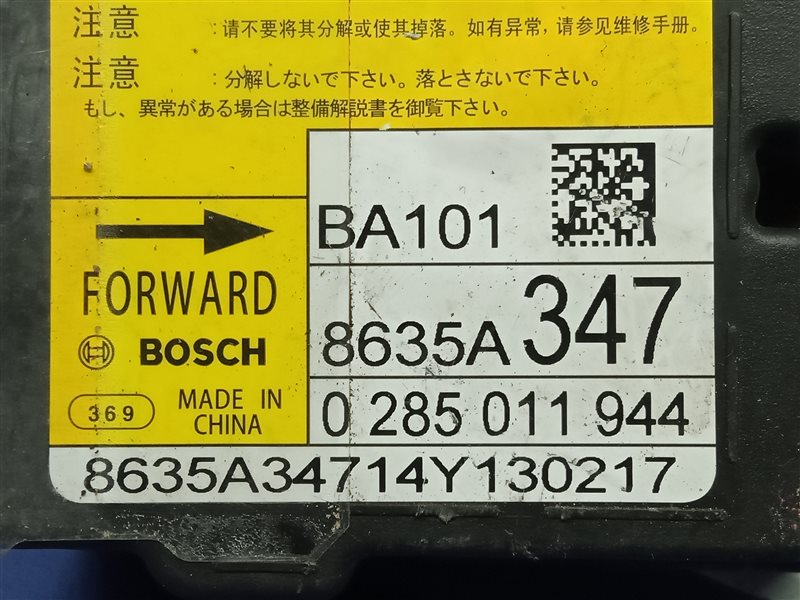 注意 :请不要将其分解或使其掉落。如有异常,请参见维修手册.
注意 :分解しないで下さい。落とさないで下さい。
もし、異常がある場合は整備解説書を御覧下さい。
BA101
FORWARD
8635A 347
BOSCH
369 MADE IN
CHINA
0 285 011 944
8635A34714Y130217